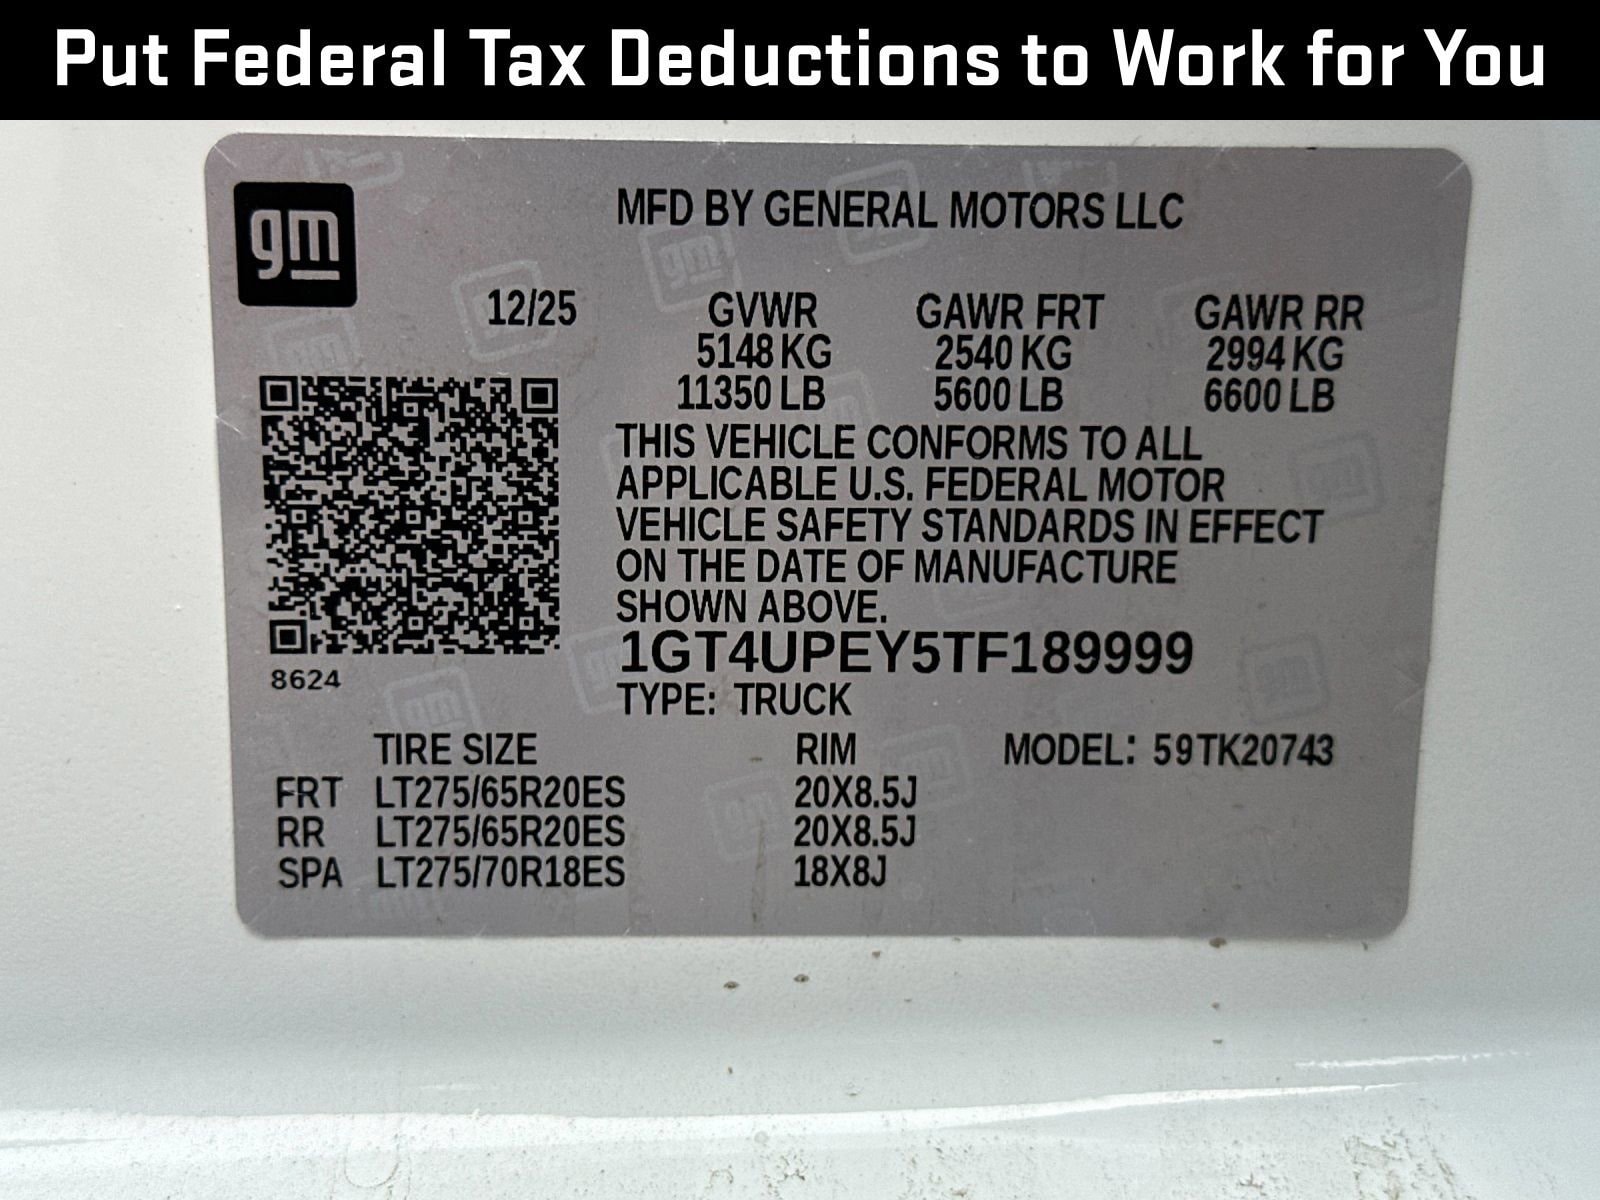 Put Federal Tax Deductions to Work for You
gm
MFD BY GENERAL MOTORS LLC
12/25 GVWR GAWR FRT GAWR RR
5148 KG 2540 KG 2994 KG
11350 LB 5600 LB 6600 LB
THIS VEHICLE CONFORMS TO ALL
APPLICABLE U.S. FEDERAL MOTOR
VEHICLE SAFETY STANDARDS IN EFFECT
ON THE DATE OF MANUFACTURE
SHOWN ABOVE.
1GT4UPEY5TF189999
8624
TYPE: TRUCK
TIRE SIZE RIM MODEL: 59TK20743
FRT LT275/65R20ES 20X8.5J
RR LT275/65R20ES 20X8.5J
SPA LT275/70R18ES 18X8J